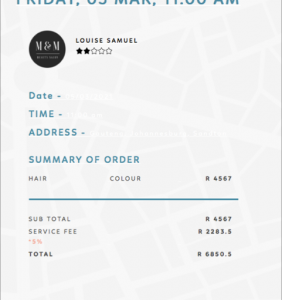 FRIDAY, 05 MAR, 11:00 AM
M & M
LOUISE SAMUEL
Date -
TIME -
ADDRESS -
SUMMARY OF ORDER
HAIR COLOUR R 4567
SUB TOTAL R 4567
SERVICE FEE R 2283.5
*5%
TOTAL R 6850.5